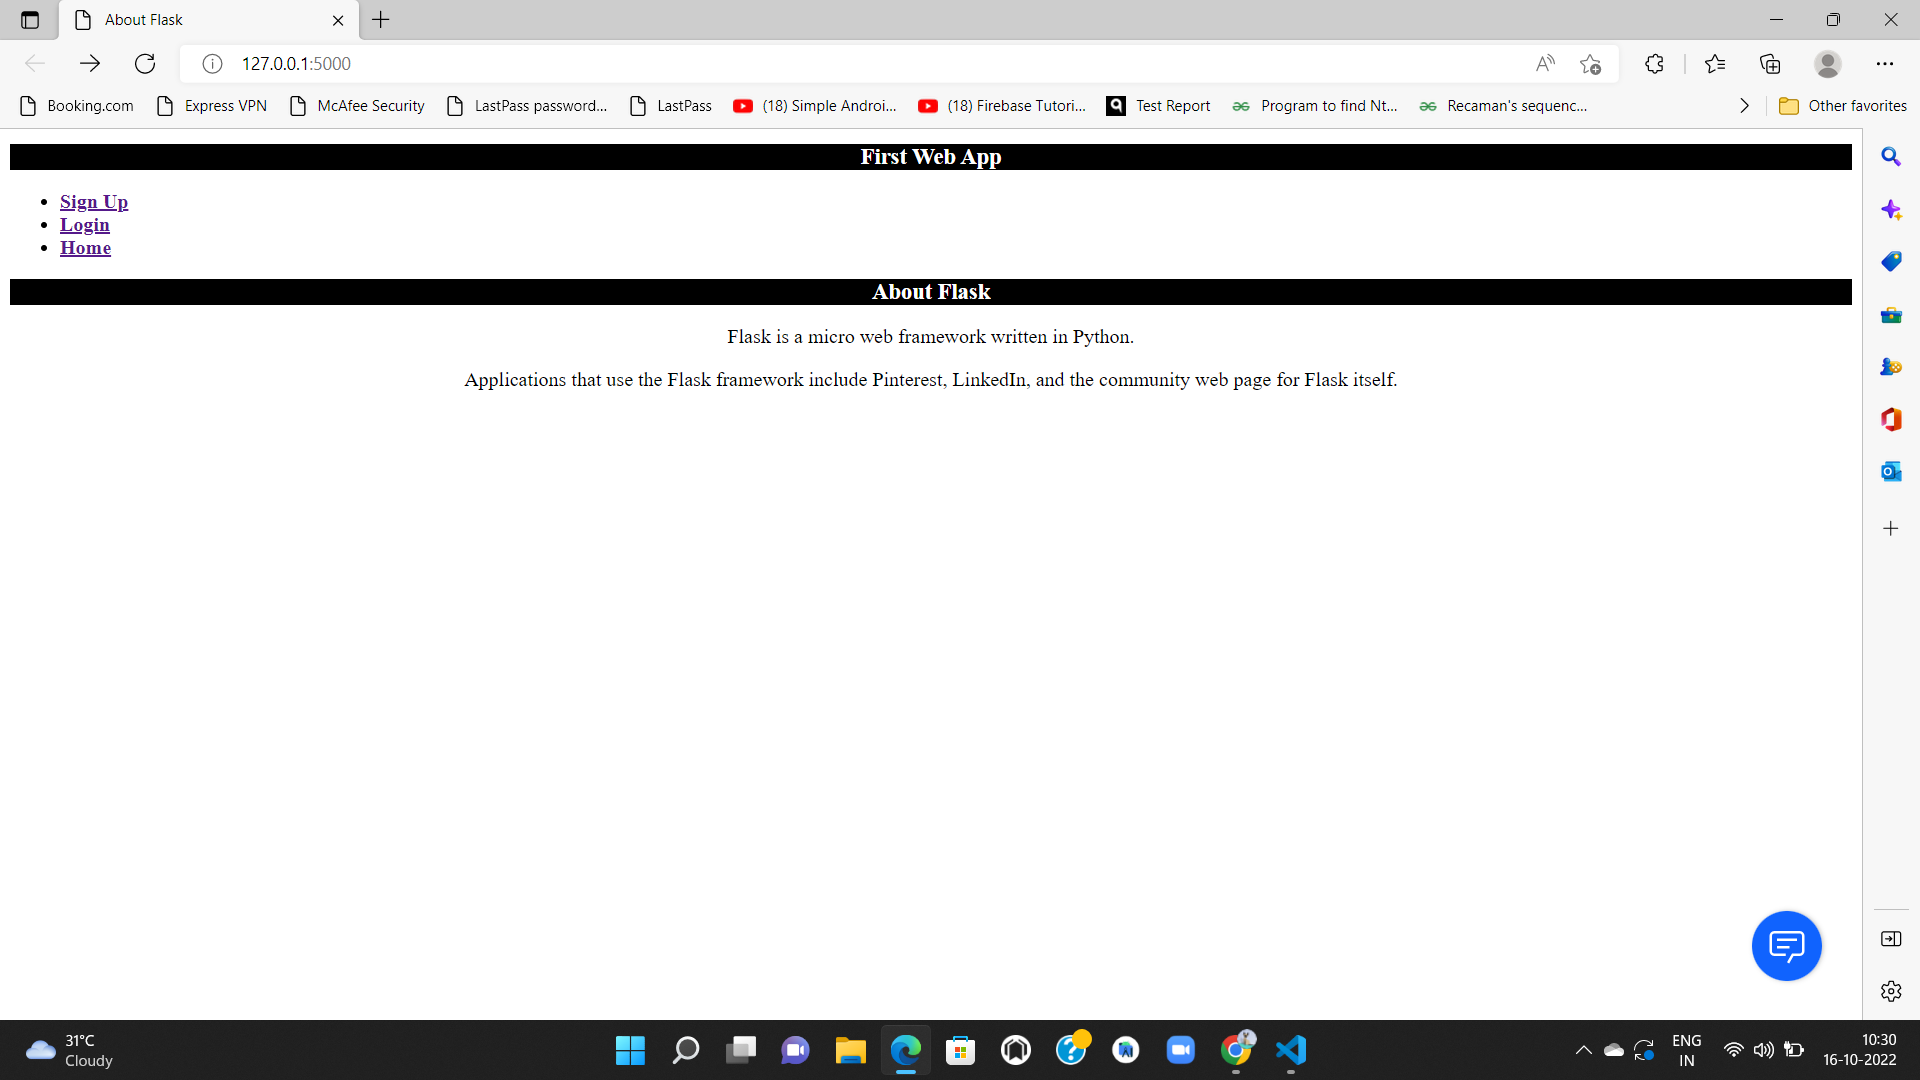 About Flask
127.0.0.1:5000
Booking.com Express VPN McAfee Security LastPass password... LastPass (18) Simple Androi... (18) Firebase Tutori... Test Report Program to find Nt... Recaman's sequenc... Other favorites
First Web App
Sign Up
Login
Home
About Flask
Flask is a micro web framework written in Python.
Applications that use the Flask framework include Pinterest, LinkedIn, and the community web page for Flask itself.
31°C
Cloudy
ENG
IN
10:30
16-10-2022